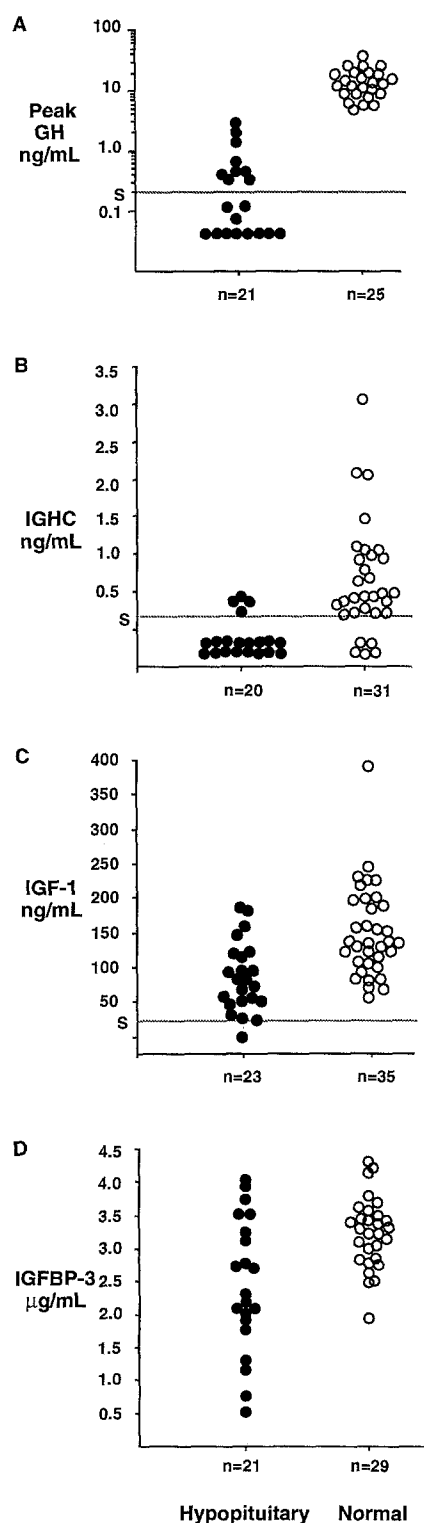 A
Peak
GH
ng/mL
100
10
1.0
S
0.1
n=21
n=25
B
IGHC
ng/mL
3.5
3.0
2.5
2.0
1.0
0.5
S
n=20
n=31
C
IGF-1
ng/mL
400
350
300
250
200
150
100
50
S
n=23
n=35
D
IGFBP-3
μg/mL
4.5
4.0
3.5
3.0
2.5
2.0
1.5
1.0
0.5
n=21
n=29
Hypopituitary Normal